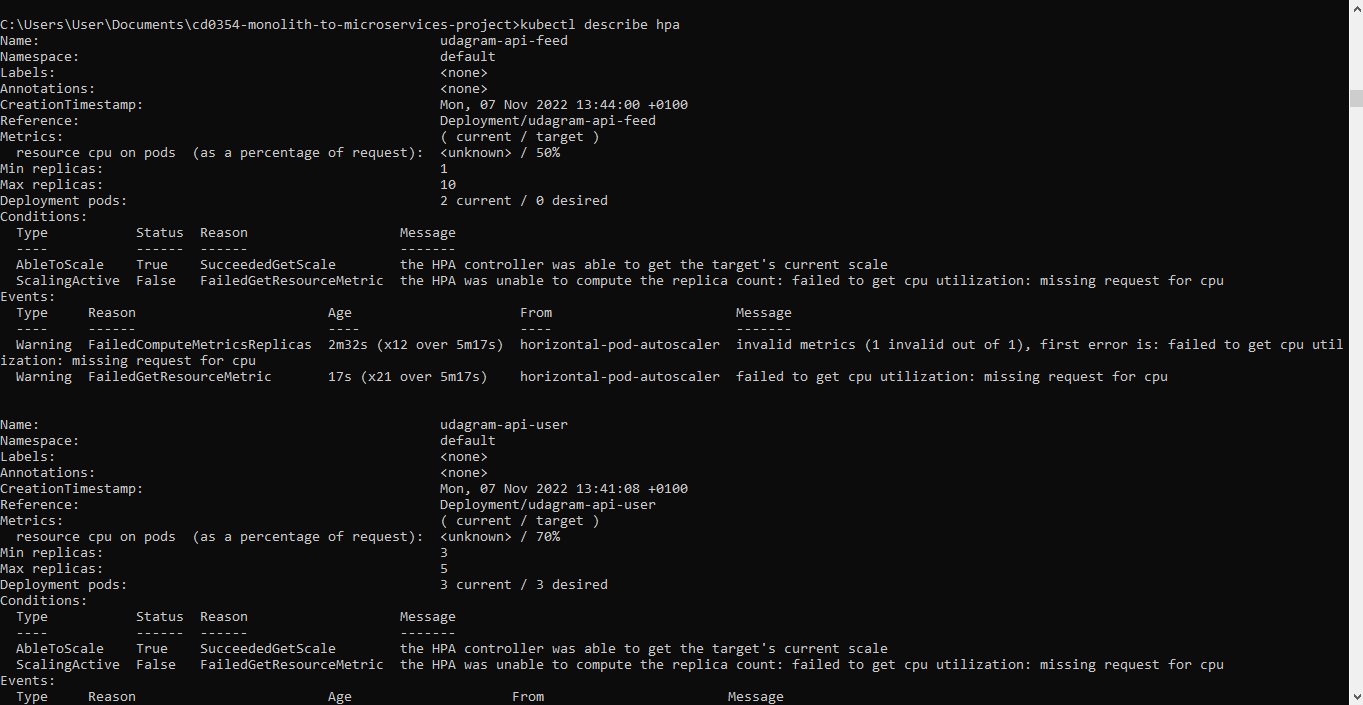 C:\Users\User\Documents\cd0354-monolith-to-microservices-project>kubectl describe hpa
Name:                                                  udagram-api-feed
Namespace:                                             default
Labels:                                                <none>
Annotations:                                           <none>
CreationTimestamp:                                     Mon, 07 Nov 2022 13:44:00 +0100
Reference:                                             Deployment/udagram-api-feed
Metrics:                                               ( current / target )
  resource cpu on pods  (as a percentage of request):  <unknown> / 50%
Min replicas:                                          1
Max replicas:                                          10
Deployment pods:                                       2 current / 0 desired
Conditions:
  Type           Status  Reason                   Message
  ----           ------  ------                   -------
  AbleToScale    True    SucceededGetScale        the HPA controller was able to get the target's current scale
  ScalingActive  False   FailedGetResourceMetric  the HPA was unable to compute the replica count: failed to get cpu utilization: missing request for cpu
Events:
  Type     Reason                        Age                     From                       Message
  ----     ------                        ----                    ----                       -------
  Warning  FailedComputeMetricsReplicas  2m32s (x12 over 5m17s)  horizontal-pod-autoscaler  invalid metrics (1 invalid out of 1), first error is: failed to get cpu util
ization: missing request for cpu
  Warning  FailedGetResourceMetric       17s (x21 over 5m17s)    horizontal-pod-autoscaler  failed to get cpu utilization: missing request for cpu
Name:                                                  udagram-api-user
Namespace:                                             default
Labels:                                                <none>
Annotations:                                           <none>
CreationTimestamp:                                     Mon, 07 Nov 2022 13:41:08 +0100
Reference:                                             Deployment/udagram-api-user
Metrics:                                               ( current / target )
  resource cpu on pods  (as a percentage of request):  <unknown> / 70%
Min replicas:                                          3
Max replicas:                                          5
Deployment pods:                                       3 current / 3 desired
Conditions:
  Type           Status  Reason                   Message
  ----           ------  ------                   -------
  AbleToScale    True    SucceededGetScale        the HPA controller was able to get the target's current scale
  ScalingActive  False   FailedGetResourceMetric  the HPA was unable to compute the replica count: failed to get cpu utilization: missing request for cpu
Events:
  Type     Reason                        Age                    From                       Message